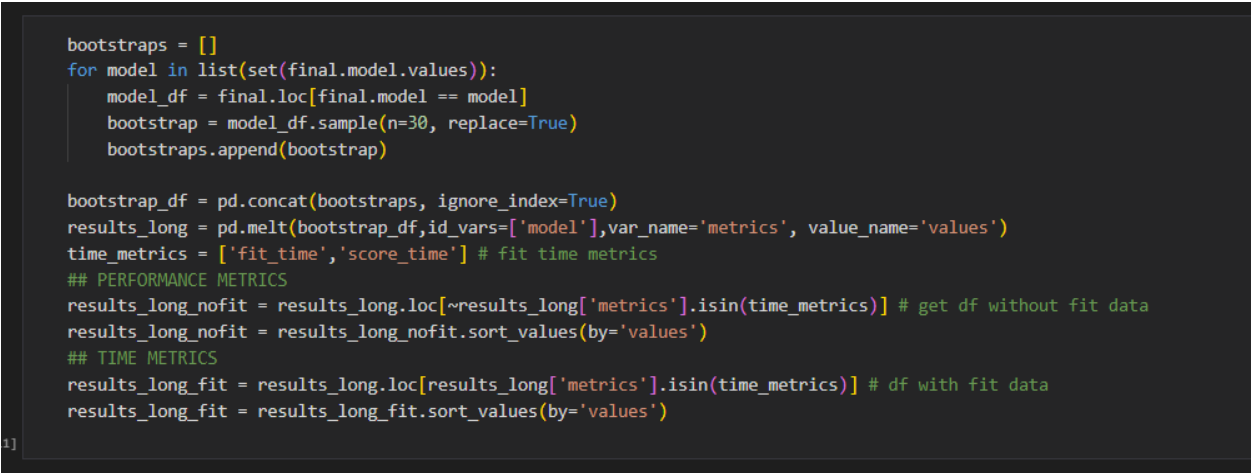 bootstraps = []
for model in list(set(final.model.values)):
    model_df = final.loc[final.model == model]
    bootstrap = model_df.sample(n=30, replace=True)
    bootstraps.append(bootstrap)

bootstrap_df = pd.concat(bootstraps, ignore_index=True)
results_long = pd.melt(bootstrap_df,id_vars=['model'],var_name='metrics', value_name='values')
time_metrics = ['fit_time','score_time'] # fit time metrics
## PERFORMANCE METRICS
results_long_nofit = results_long.loc[~results_long['metrics'].isin(time_metrics)] # get df without fit data
results_long_nofit = results_long_nofit.sort_values(by='values')
## TIME METRICS
results_long_fit = results_long.loc[results_long['metrics'].isin(time_metrics)] # df with fit data
results_long_fit = results_long_fit.sort_values(by='values')
1]